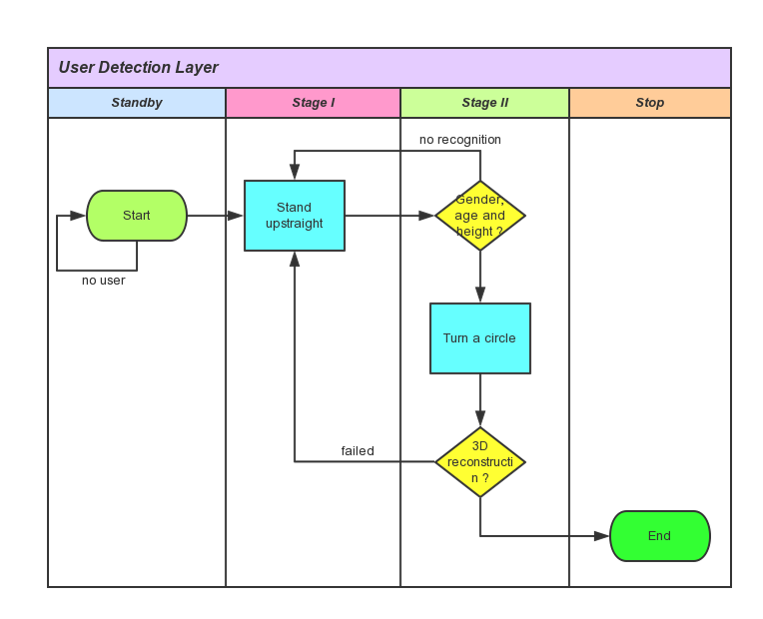 User Detection Layer
Standby
Stage I
Stage II
Stop
no recognition
Start
Stand
upstraight
Gender,
age and
height ?
no user
Turn a circle
failed
3D
reconstructi
n ?
End